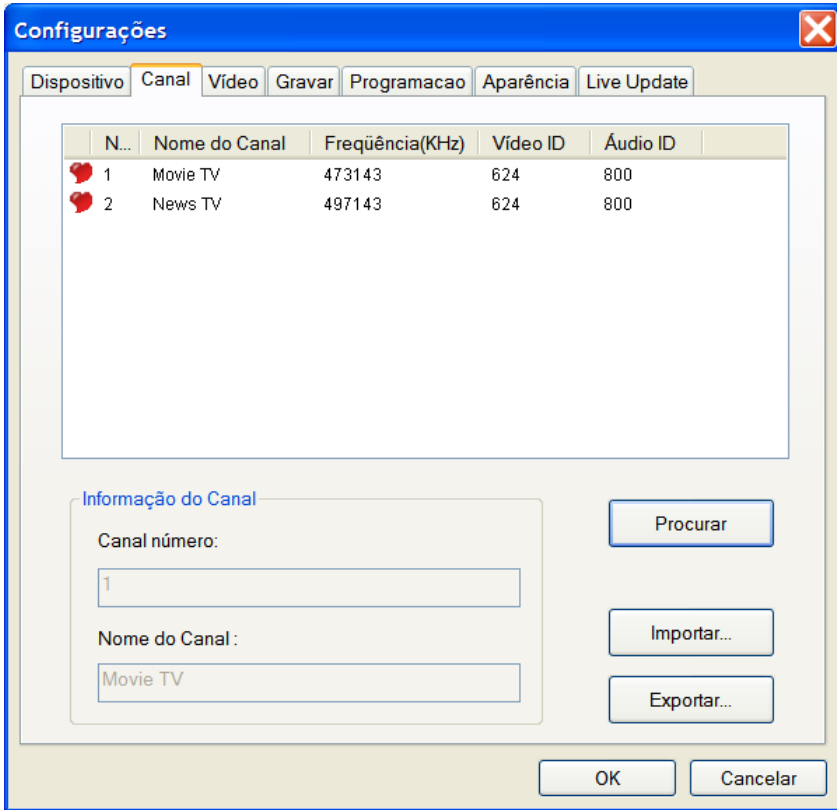 Configurações
Dispositivo Canal Vídeo Gravar Programacao Aparência Live Update
N... Nome do Canal Freqüência(KHz) Vídeo ID Áudio ID
1 Movie TV 473143 624 800
2 News TV 497143 624 800
Informação do Canal
Canal número:
1
Nome do Canal :
Movie TV
Procurar
Importar...
Exportar...
OK Cancelar